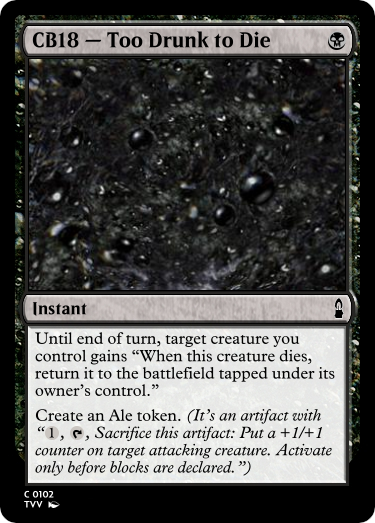 CB18 — Too Drunk to Die
Instant
Until end of turn, target creature you
control gains “When this creature dies,
return it to the battlefield tapped under its
owner’s control.”
Create an Ale token. (It’s an artifact with
“1, , Sacrifice this artifact: Put a +1/+1
counter on target attacking creature. Activate
only before blocks are declared.”)
C 0102
TVV